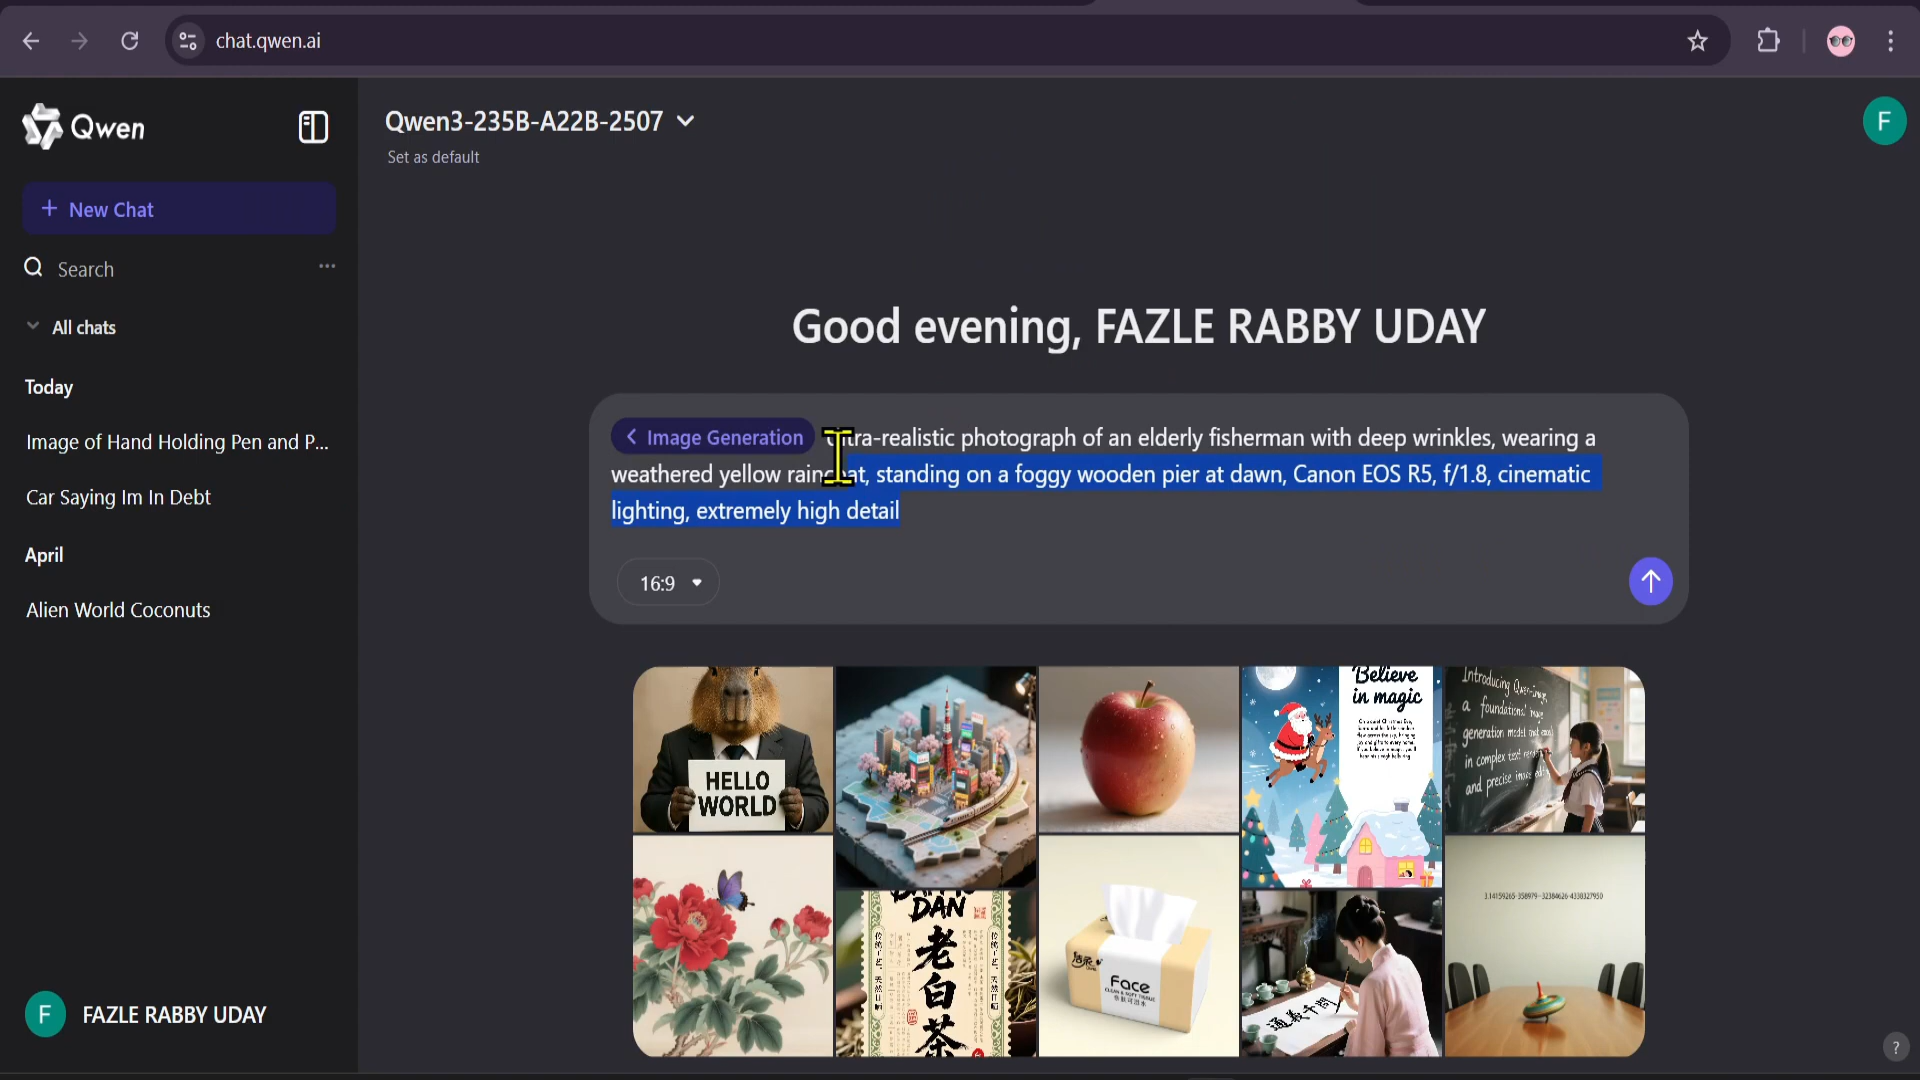 chat.qwen.ai
Qwen
New Chat
Search
All chats
Today
Image of Hand Holding Pen and P...
Car Saying Im In Debt
April
Alien World Coconuts
F FAZLE RABBY UDAY
Qwen3-235B-A22B-2507
Set as default
F
Good evening, FAZLE RABBY UDAY
Image Generation Ultra-realistic photograph of an elderly fisherman with deep wrinkles, wearing a
weathered yellow raincoat, standing on a foggy wooden pier at dawn, Canon EOS R5, f/1.8, cinematic
lighting, extremely high detail
16:9
HELLO
WORLD
Believe
in magic
Introducing Qwen-image,
a foundational image
generation model that
in complex text
and precise image
DAN
老白茶
Face
?